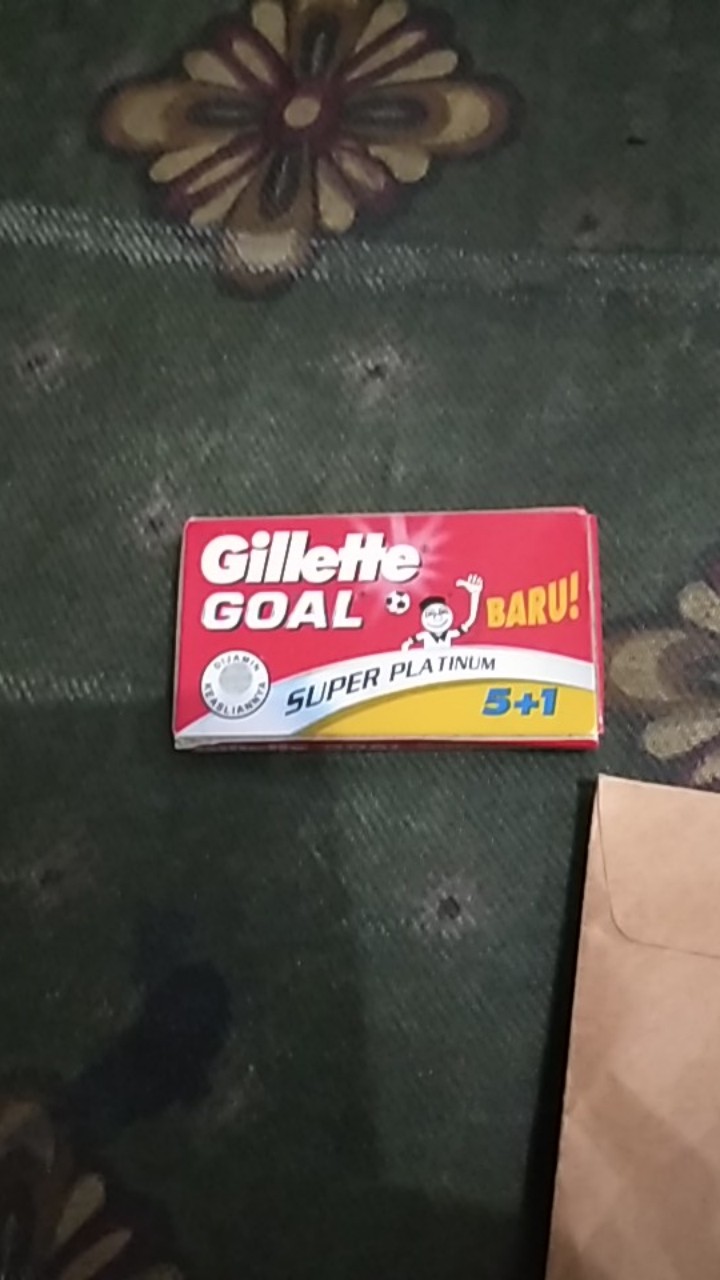 Gillette
GOAL
BARU!
DIJAMIN
KEASLIANNYA
SUPER PLATINUM
5+1